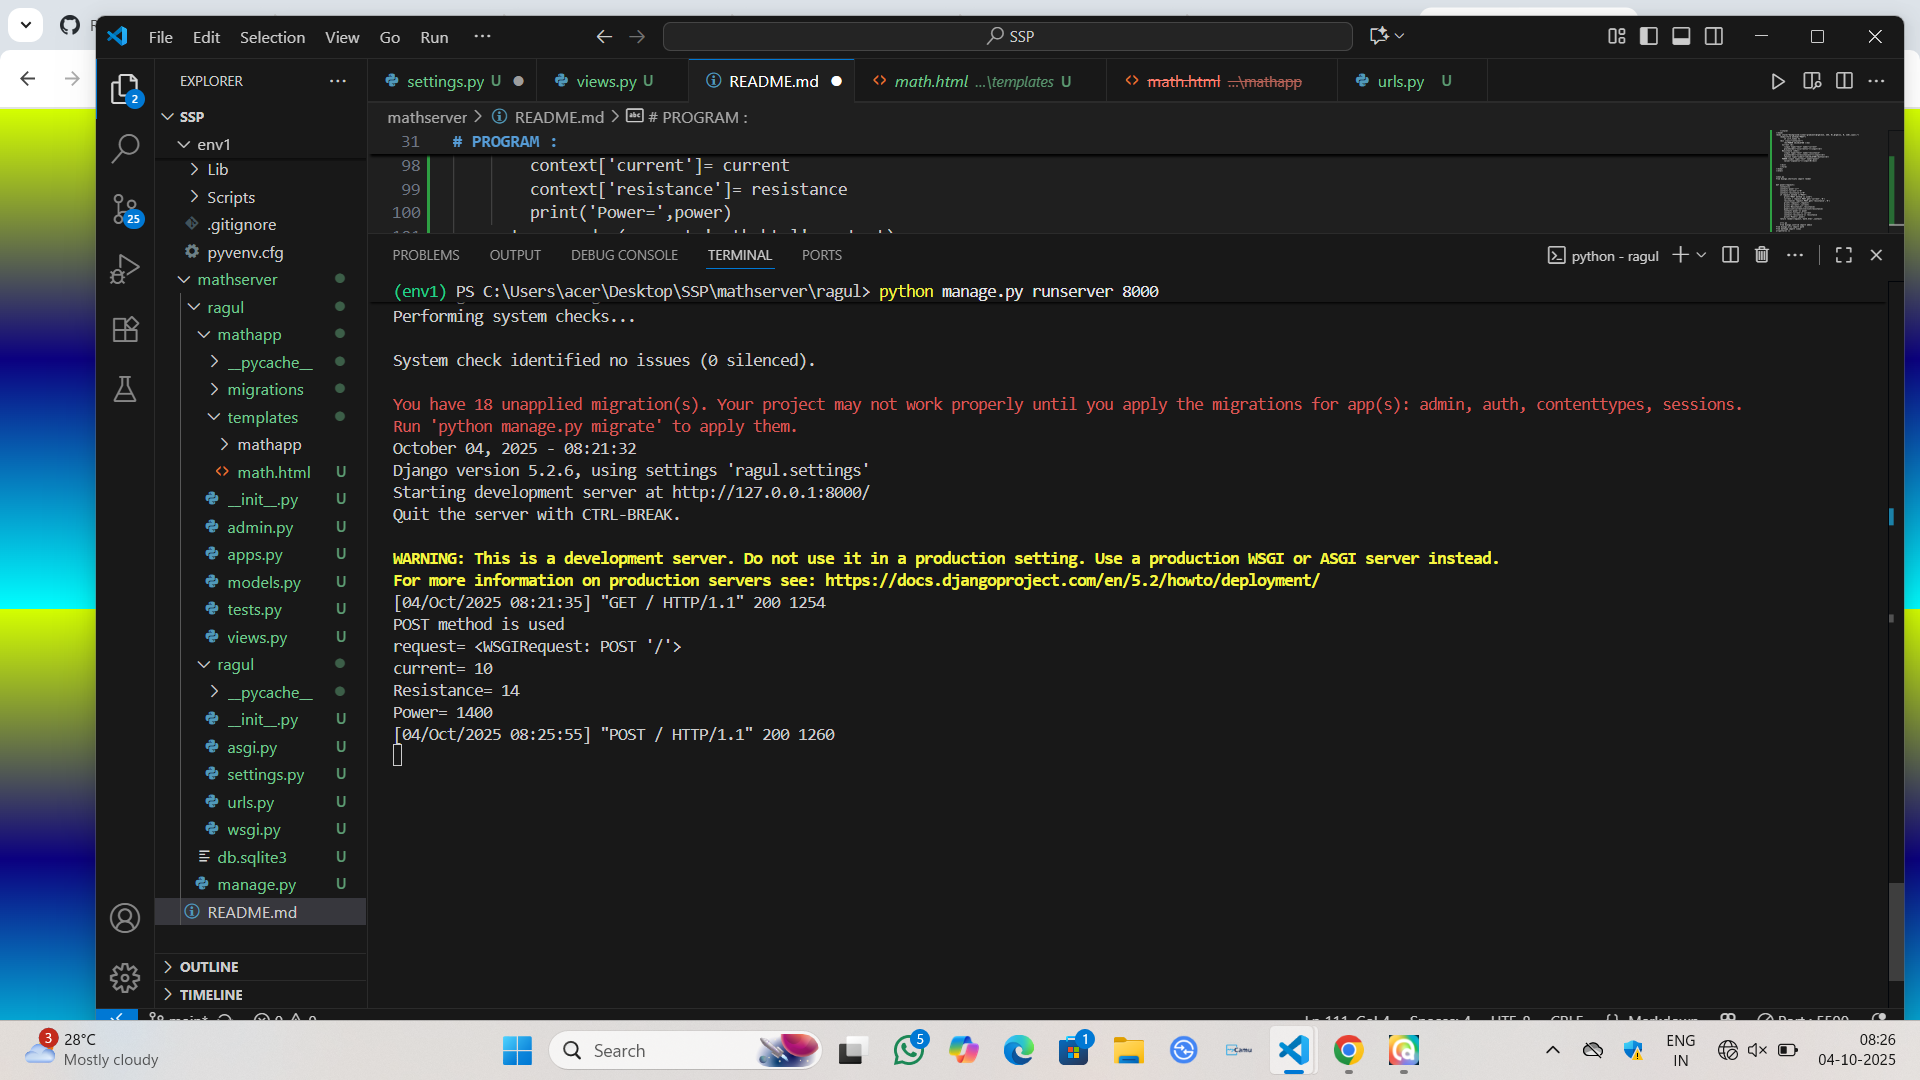 File Edit Selection View Go Run ··· SSP
EXPLORER ···
SSP
env1
Lib
Scripts
.gitignore
pyvenv.cfg
mathserver
ragul
mathapp
__pycache__
migrations
templates
mathapp
math.html U
__init__.py U
admin.py U
apps.py U
models.py U
tests.py U
views.py U
ragul
__pycache__
__init__.py U
asgi.py U
settings.py U
urls.py U
wsgi.py U
db.sqlite3 U
manage.py U
README.md
OUTLINE
TIMELINE
2
25
settings.py U views.py U README.md math.html ...\templates U math.html ...\mathapp urls.py U
mathserver > README.md > # PROGRAM :
31 # PROGRAM :
98 context['current']= current
99 context['resistance']= resistance
100 print('Power=',power)
PROBLEMS OUTPUT DEBUG CONSOLE TERMINAL PORTS python - ragul
(env1) PS C:\Users\acer\Desktop\SSP\mathserver\ragul> python manage.py runserver 8000
Performing system checks...
System check identified no issues (0 silenced).
You have 18 unapplied migration(s). Your project may not work properly until you apply the migrations for app(s): admin, auth, contenttypes, sessions.
Run 'python manage.py migrate' to apply them.
October 04, 2025 - 08:21:32
Django version 5.2.6, using settings 'ragul.settings'
Starting development server at http://127.0.0.1:8000/
Quit the server with CTRL-BREAK.
WARNING: This is a development server. Do not use it in a production setting. Use a production WSGI or ASGI server instead.
For more information on production servers see: https://docs.djangoproject.com/en/5.2/howto/deployment/
[04/Oct/2025 08:21:35] "GET / HTTP/1.1" 200 1254
POST method is used
request= <WSGIRequest: POST '/'>
current= 10
Resistance= 14
Power= 1400
[04/Oct/2025 08:25:55] "POST / HTTP/1.1" 200 1260
3
28°C
Mostly cloudy
Search
5
1
ENG
IN
08:26
04-10-2025